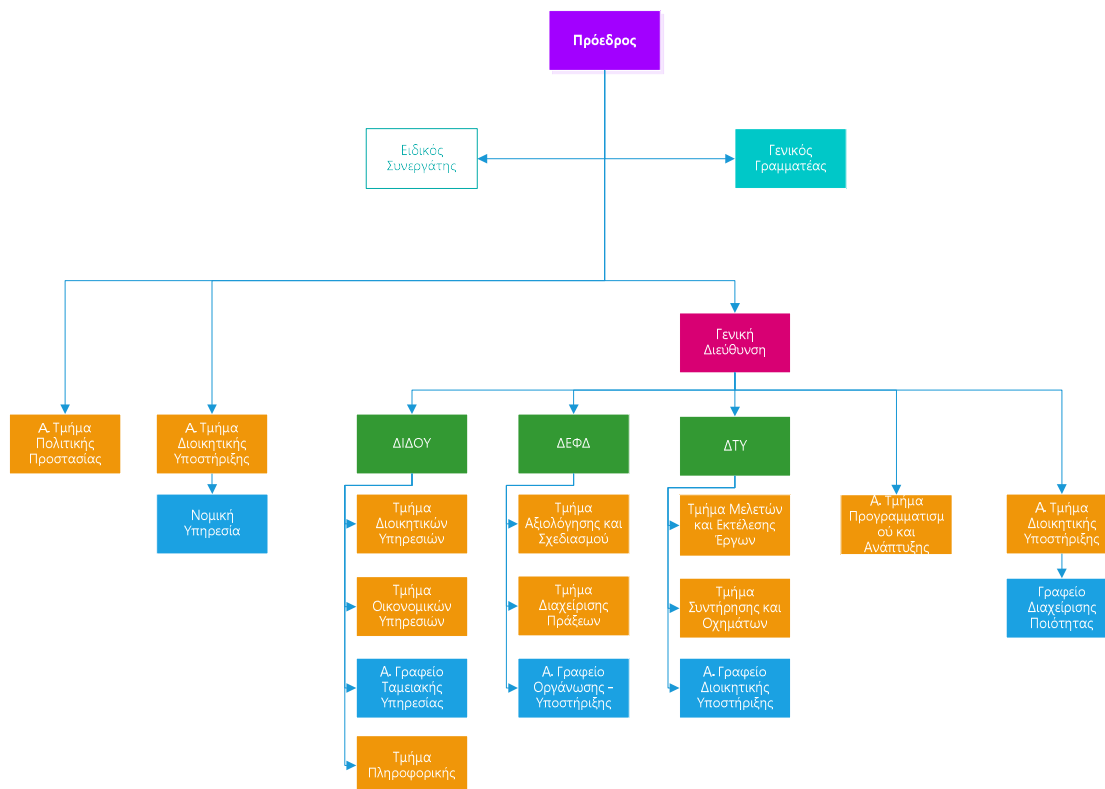 Πρόεδρος
Ειδικός
Συνεργάτης
Γενικός
Γραμματέας
Γενική
Διεύθυνση
Α. Τμήμα
Πολιτικής
Προστασίας
Α. Τμήμα
Διοικητικής
Υποστήριξης
Νομική
Υπηρεσία
ΔΙΔΟΥ
Τμήμα
Διοικητικών
Υπηρεσιών
Τμήμα
Οικονομικών
Υπηρεσιών
Α. Γραφείο
Ταμειακής
Υπηρεσίας
Τμήμα
Πληροφορικής
ΔΕΦΔ
Τμήμα
Αξιολόγησης και
Σχεδιασμού
Τμήμα
Διαχείρισης
Πράξεων
Α. Γραφείο
Οργάνωσης –
Υποστήριξης
ΔΤΥ
Τμήμα Μελετών
και Εκτέλεσης
Έργων
Τμήμα
Συντήρησης και
Οχημάτων
Α. Γραφείο
Διοικητικής
Υποστήριξης
Α. Τμήμα
Προγραμματισμ
ού και
Ανάπτυξης
Α. Τμήμα
Διοικητικής
Υποστήριξης
Γραφείο
Διαχείρισης
Ποιότητας